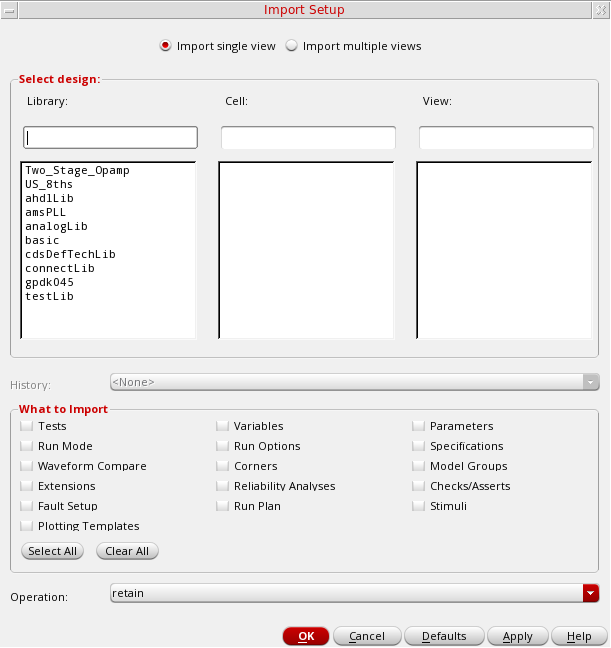 Import Setup
Import single view Import multiple views
Select design:
Library: Cell: View:
Two_Stage_Opamp
US_8ths
ahdlLib
amsPLL
analogLib
basic
cdsDefTechLib
connectLib
gpdk045
testLib
History: <None>
What to Import
Tests Variables Parameters
Run Mode Run Options Specifications
Waveform Compare Corners Model Groups
Extensions Reliability Analyses Checks/Asserts
Fault Setup Run Plan Stimuli
Plotting Templates
Select All Clear All
Operation: retain
OK Cancel Defaults Apply Help